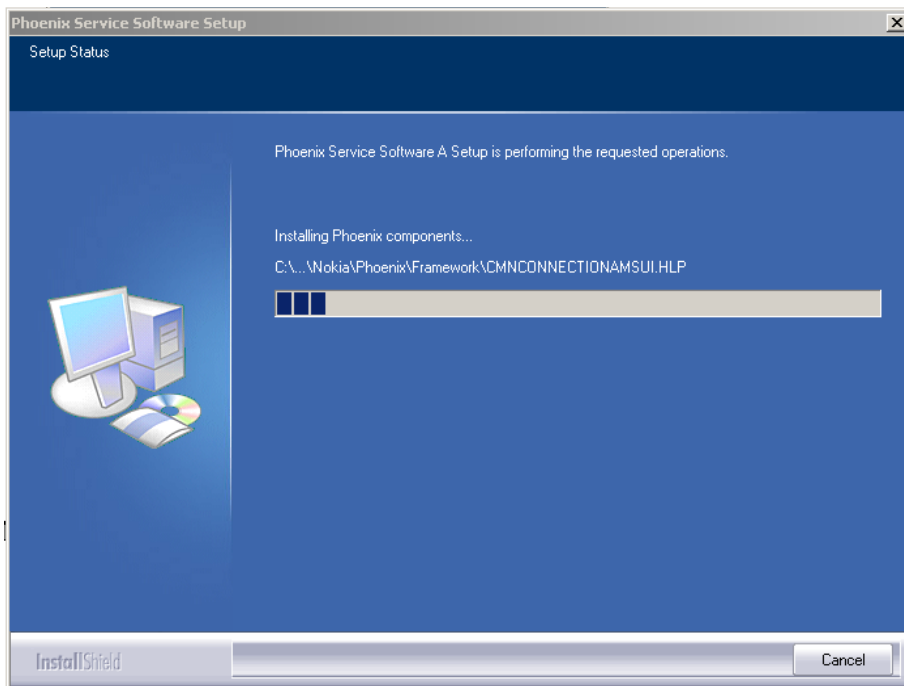 Phoenix Service Software Setup
Setup Status
Phoenix Service Software A Setup is performing the requested operations.
Installing Phoenix components...
C:\...\Nokia\Phoenix\Framework\CMNCONNECTIONAMSUI.HLP
InstallShield
Cancel